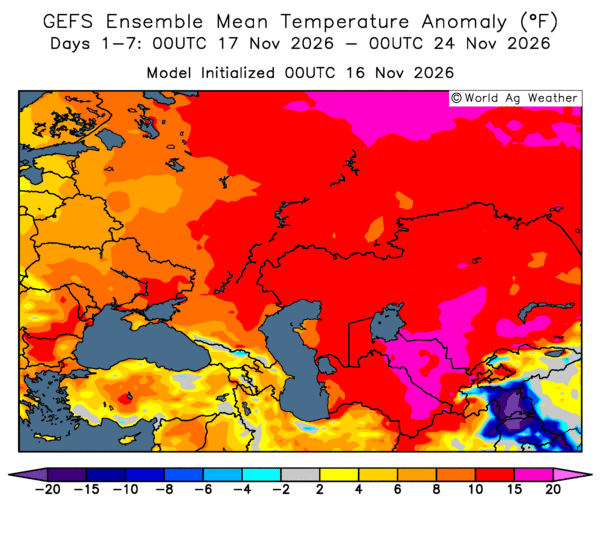 GEFS Ensemble Mean Temperature Anomaly (°F)
Days 1-7: 00UTC 17 Nov 2026 - 00UTC 24 Nov 2026
Model Initialized 00UTC 16 Nov 2026
© World Ag Weather
-20 -15 -10 -8 -6 -4 -2 2 4 6 8 10 15 20